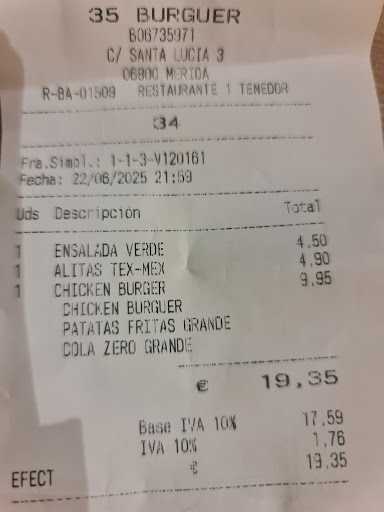 35 BURGUER
B06735971
C/ SANTA LUCIA 3
06800 MERIDA
R-BA-01509 RESTAURANTE 1 TENEDOR
34
Fra.Simpl.: 1-1-3-V120161
Fecha: 22/06/2025 21:59
Uds Descripción Total
1 ENSALADA VERDE 4,50
1 ALITAS TEX-MEX 4,90
1 CHICKEN BURGER 9,95
CHICKEN BURGUER
PATATAS FRITAS GRANDE
COLA ZERO GRANDE
€ 19,35
Base IVA 10% 17,59
IVA 10% 1,76
€ 19,35
EFECT